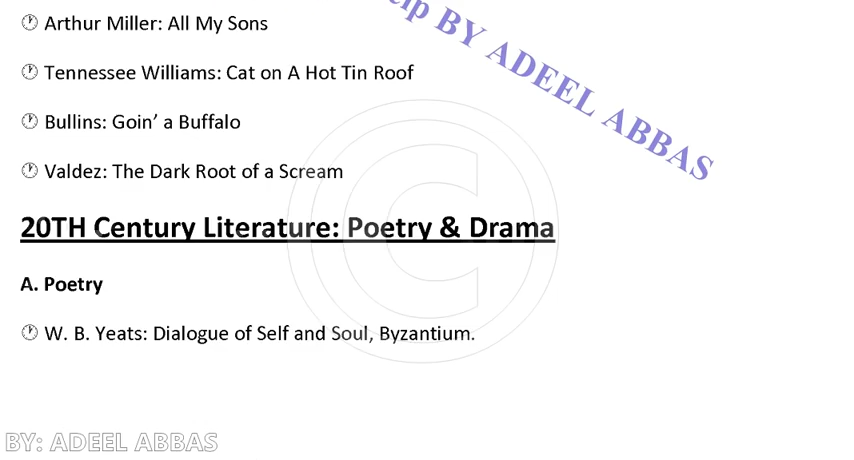 elp BY ADEEL ABBAS
🕐 Arthur Miller: All My Sons
🕐 Tennessee Williams: Cat on A Hot Tin Roof
🕐 Bullins: Goin’ a Buffalo
🕐 Valdez: The Dark Root of a Scream
20TH Century Literature: Poetry & Drama
A. Poetry
🕐 W. B. Yeats: Dialogue of Self and Soul, Byzantium.
BY: ADEEL ABBAS